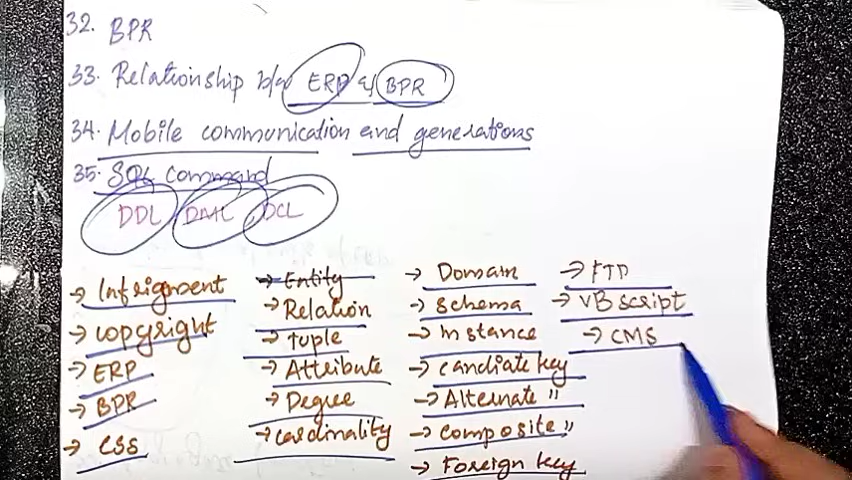 32. BPR
33. Relationship b/w ERP & BPR
34. Mobile communication and generations
35. SQL command
DDL DML DCL
→ Infrigment
→ copyright
→ ERP
→ BPR
→ CSS
→ Entity
→ Relation
→ tuple
→ Attribute
→ Degree
→ cardinality
→ Domain
→ schema
→ instance
→ candiate key
→ Alternate "
→ composite "
→ Foreign key
→ FTP
→ VB script
→ CMS